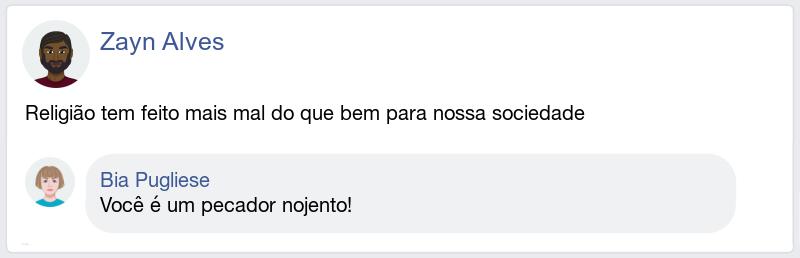 Zayn Alves
Religião tem feito mais mal do que bem para nossa sociedade
Bia Pugliese
Você é um pecador nojento!